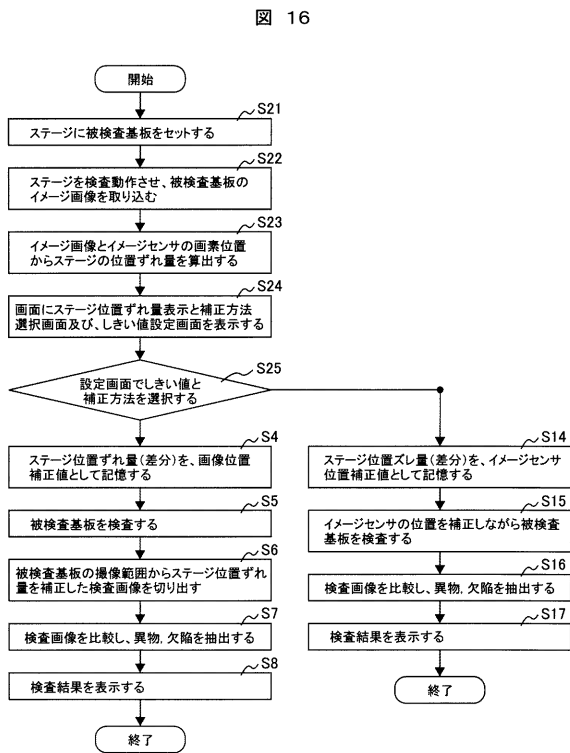 図 16
開始
S21
ステージに被検査基板をセットする
S22
ステージを検査動作させ、被検査基板の
イメージ画像を取り込む
S23
イメージ画像とイメージセンサの画素位置
からステージの位置ずれ量を算出する
S24
画面にステージ位置ずれ量表示と補正方法
選択画面及び、しきい値設定画面を表示する
S25
設定画面でしきい値と
補正方法を選択する
S4
ステージ位置ずれ量(差分)を、画像位置
補正値として記憶する
S5
被検査基板を検査する
S6
被検査基板の撮像範囲からステージ位置ずれ
量を補正した検査画像を切り出す
S7
検査画像を比較し、異物,欠陥を抽出する
S8
検査結果を表示する
終了
S14
ステージ位置ズレ量(差分)を、イメージセンサ
位置補正値として記憶する
S15
イメージセンサの位置を補正しながら被検査
基板を検査する
S16
検査画像を比較し、異物,欠陥を抽出する
S17
検査結果を表示する
終了